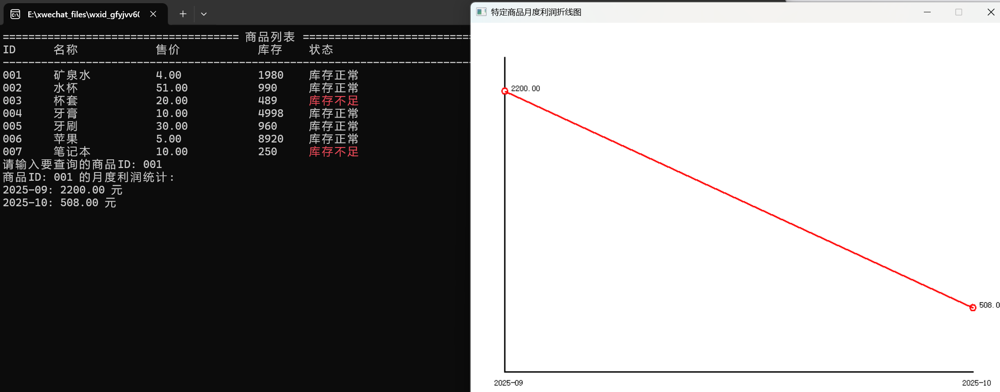 E:\xwechat_files\wxid_gfyjvv6(
===================================== 商品列表 ==========================
ID 名称 售价 库存 状态
--------------------------------------------------------------------------
001 矿泉水 4.00 1980 库存正常
002 水杯 51.00 990 库存正常
003 杯套 20.00 489 库存不足
004 牙膏 10.00 4998 库存正常
005 牙刷 30.00 960 库存正常
006 苹果 5.00 8920 库存正常
007 笔记本 10.00 250 库存不足
请输入要查询的商品ID: 001
商品ID: 001 的月度利润统计:
2025-09: 2200.00 元
2025-10: 508.00 元
特定商品月度利润折线图
2200.00
508.0
2025-09 2025-10